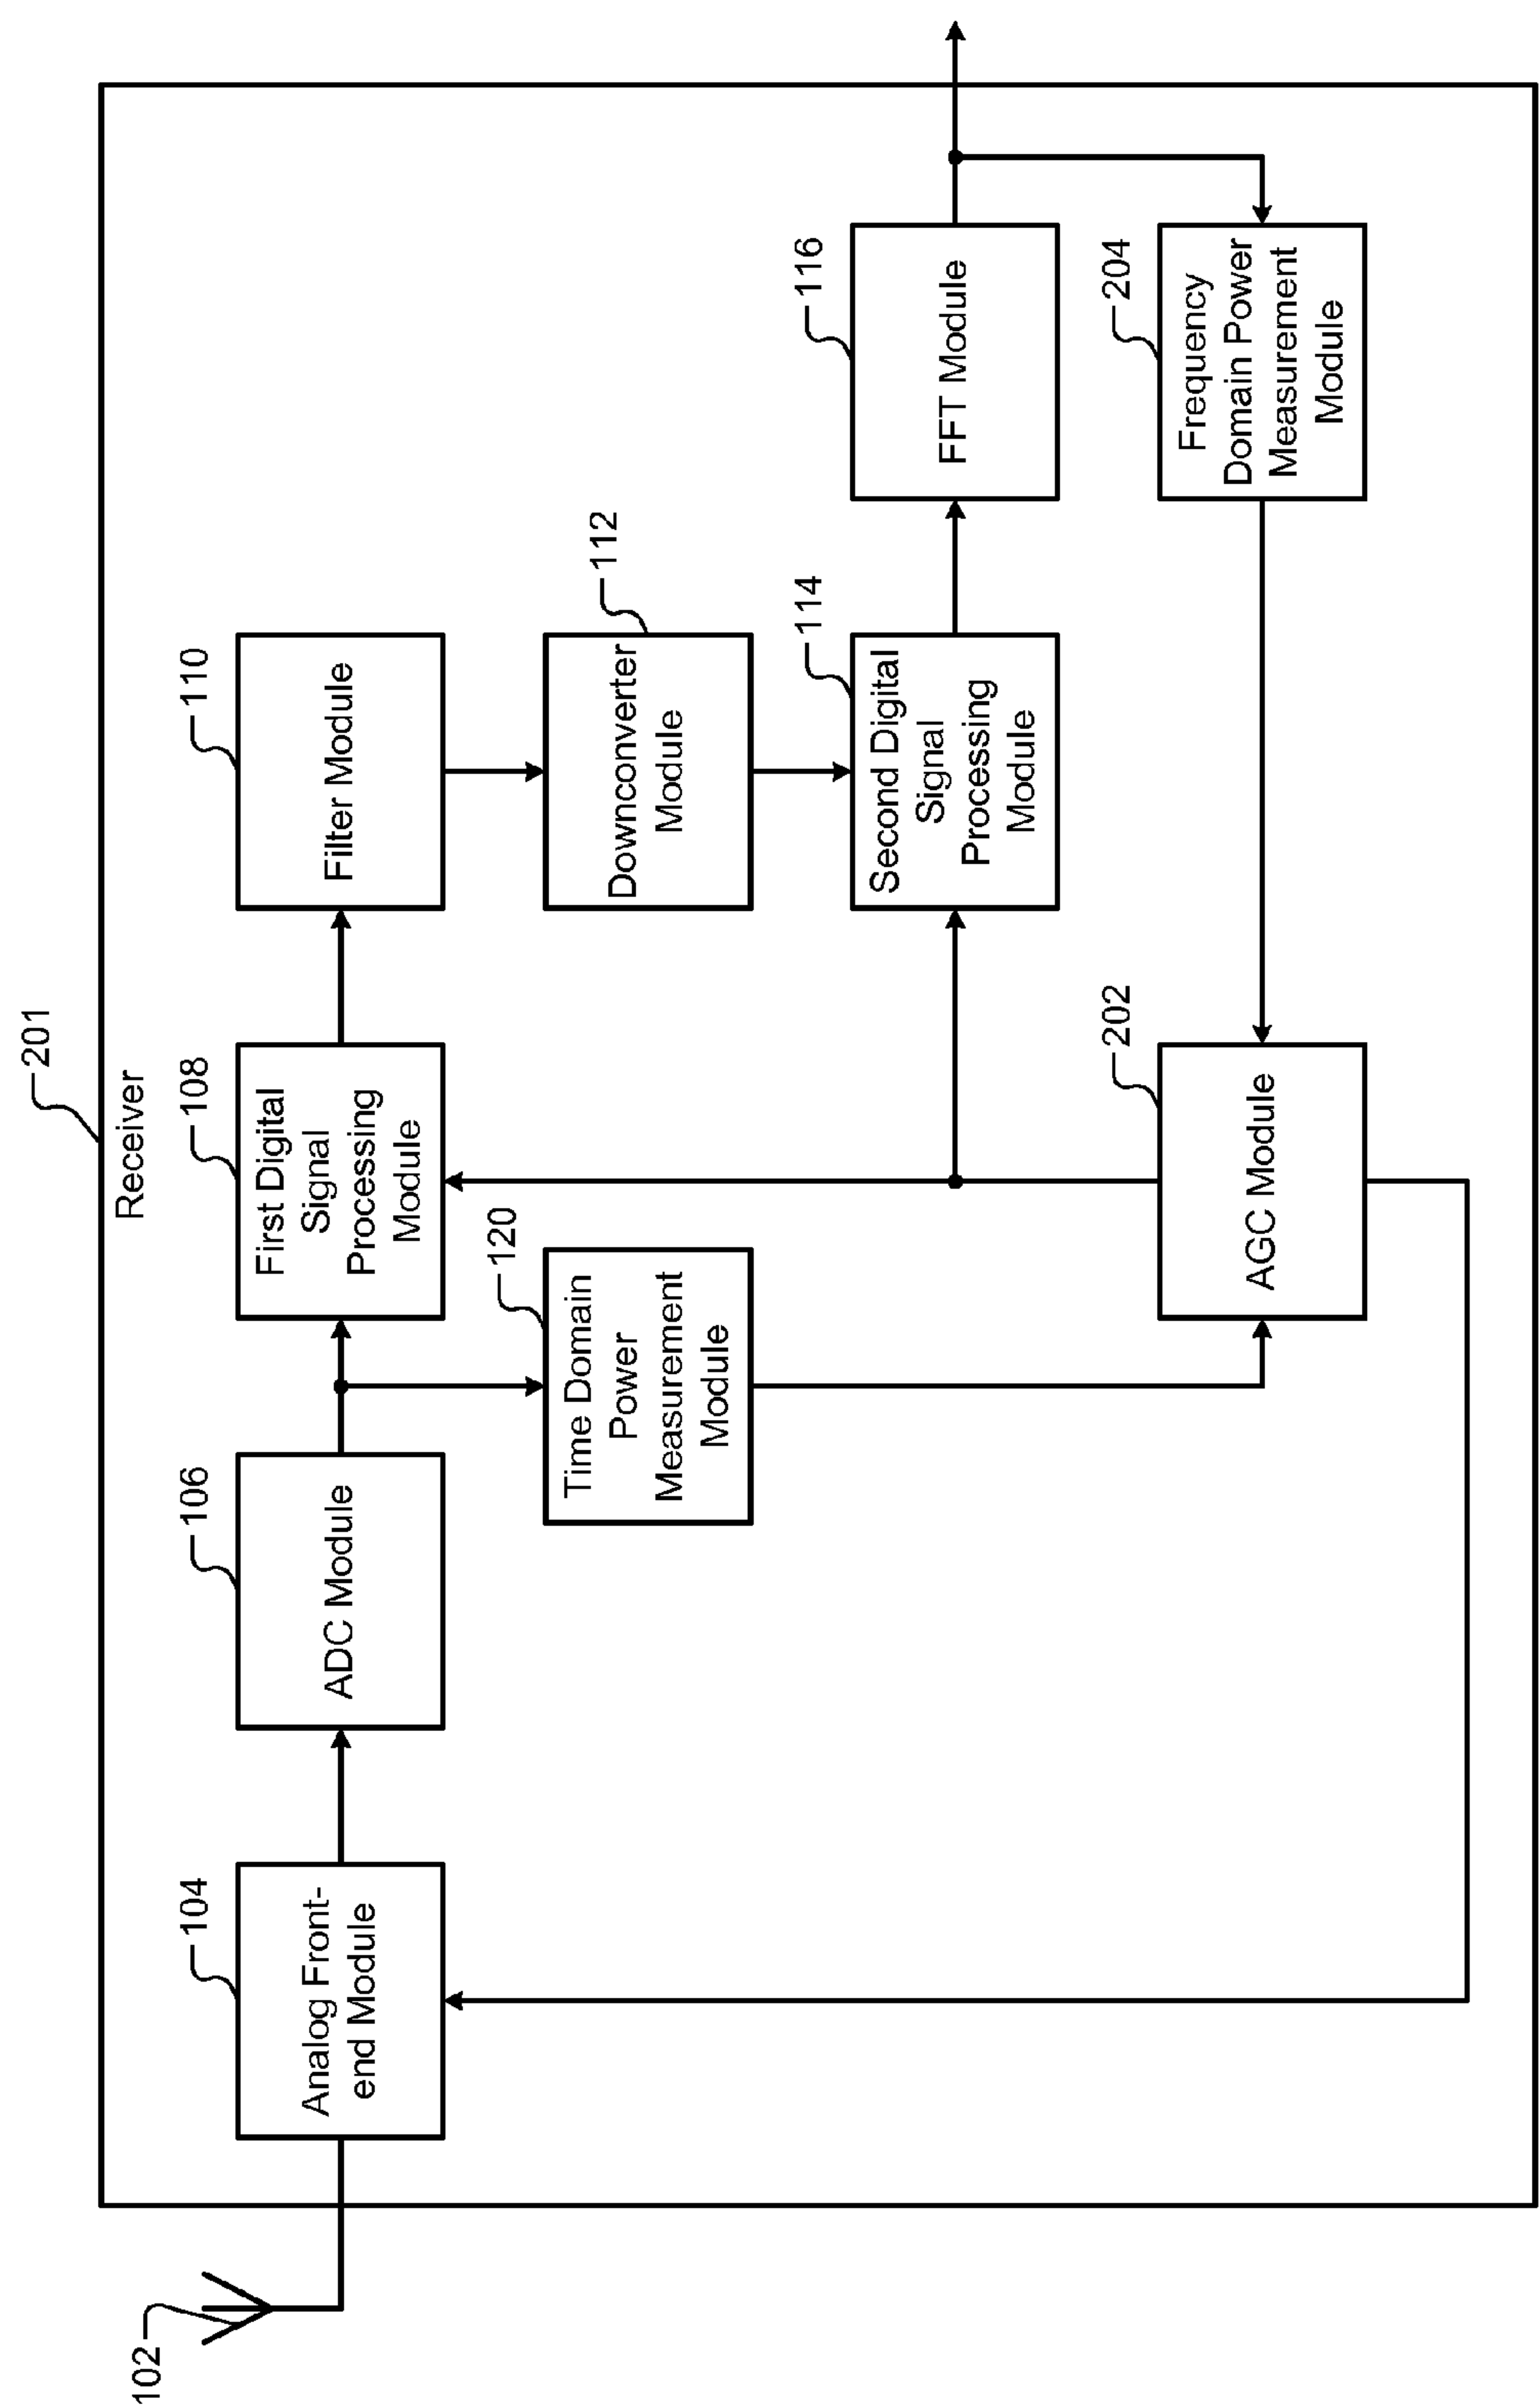 201
Receiver
102
104
Analog Front-
end Module
106
ADC Module
108
First Digital
Signal
Processing
Module
110
Filter Module
120
Time Domain
Power
Measurement
Module
112
Downconverter
Module
114
Second Digital
Signal
Processing
Module
116
FFT Module
202
AGC Module
204
Frequency
Domain Power
Measurement
Module